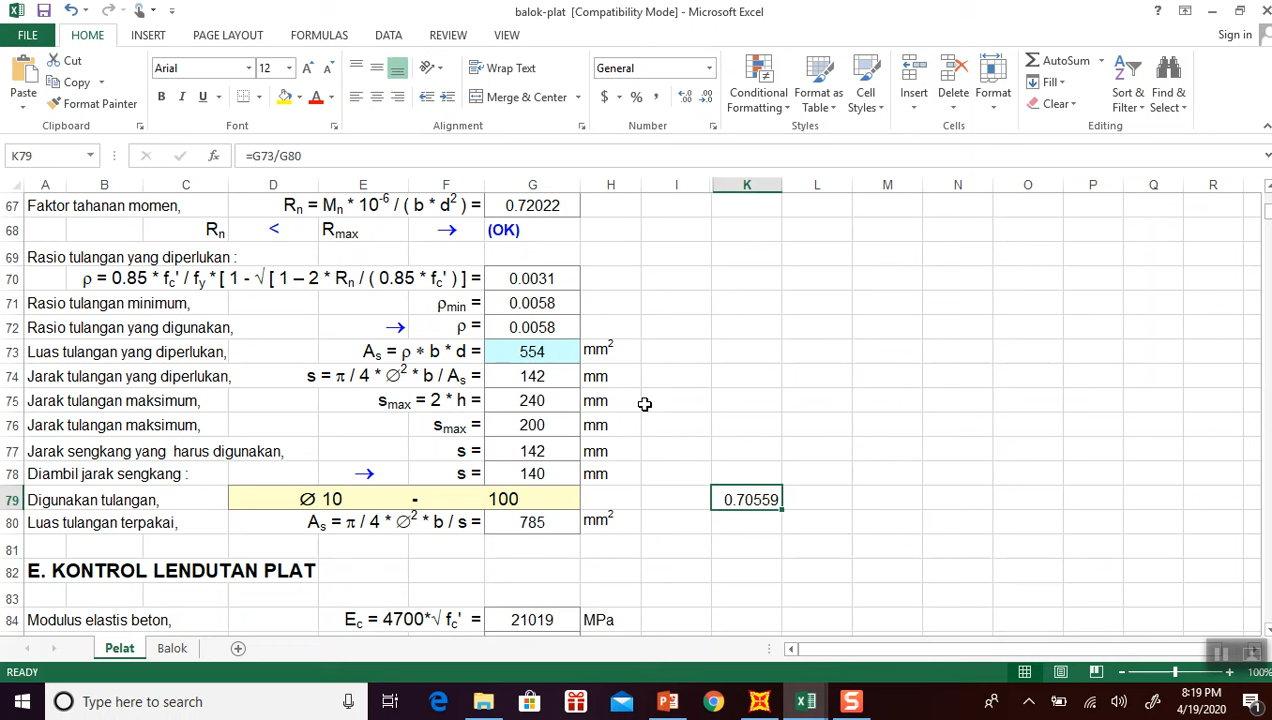 balok-plat [Compatibility Mode] - Microsoft Excel
?
FILE HOME INSERT PAGE LAYOUT FORMULAS DATA REVIEW VIEW Sign in
Paste
Cut
Copy
Format Painter
Clipboard
Arial 12
B I U
Font
Wrap Text
Merge & Center
Alignment
General
$ % ,
Number
Conditional Formatting
Format as Table
Cell Styles
Styles
Insert Delete Format
Cells
AutoSum
Fill
Clear
Sort & Filter
Find & Select
Editing
K79 fx =G73/G80
A B C D E F G H I K L M N O P Q R
67 Faktor tahanan momen, Rn = Mn * 10⁻⁶ / ( b * d² ) = 0.72022
68 Rn < Rmax → (OK)
69 Rasio tulangan yang diperlukan :
70 ρ = 0.85 * fc' / fy * [ 1 - √ [ 1 – 2 * Rn / ( 0.85 * fc' ) ] = 0.0031
71 Rasio tulangan minimum, ρmin = 0.0058
72 Rasio tulangan yang digunakan, → ρ = 0.0058
73 Luas tulangan yang diperlukan, As = ρ * b * d = 554 mm²
74 Jarak tulangan yang diperlukan, s = π / 4 * ∅² * b / As = 142 mm
75 Jarak tulangan maksimum, smax = 2 * h = 240 mm
76 Jarak tulangan maksimum, smax = 200 mm
77 Jarak sengkang yang harus digunakan, s = 142 mm
78 Diambil jarak sengkang : → s = 140 mm
79 Digunakan tulangan, ∅ 10 - 100 0.70559
80 Luas tulangan terpakai, As = π / 4 * ∅² * b / s = 785 mm²
81
82 E. KONTROL LENDUTAN PLAT
83
84 Modulus elastis beton, Ec = 4700*√ fc' = 21019 MPa
Pelat Balok
READY 100%
Type here to search
8:19 PM
4/19/2020